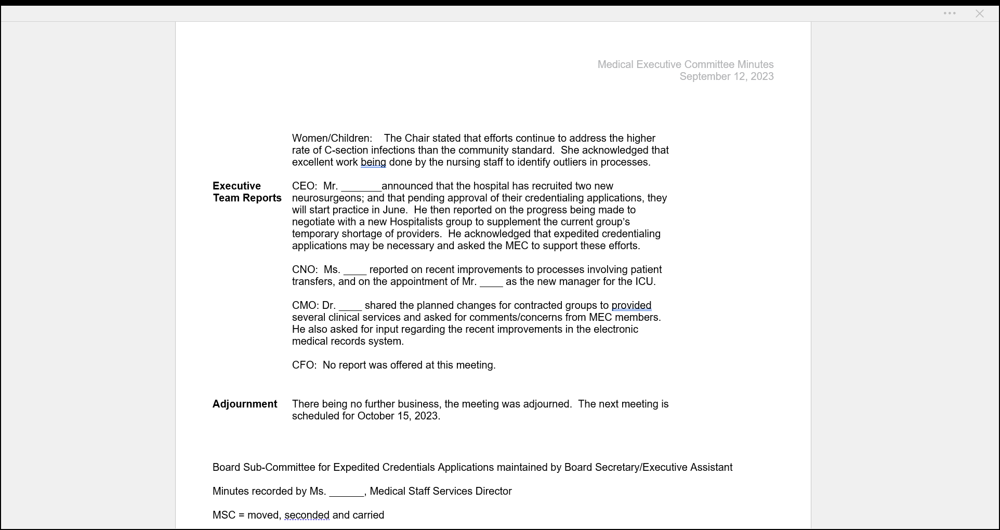 Medical Executive Committee Minutes
September 12, 2023
Women/Children:    The Chair stated that efforts continue to address the higher
rate of C-section infections than the community standard.  She acknowledged that
excellent work being done by the nursing staff to identify outliers in processes.
Executive
Team Reports
CEO:  Mr. _______announced that the hospital has recruited two new
neurosurgeons; and that pending approval of their credentialing applications, they
will start practice in June.  He then reported on the progress being made to
negotiate with a new Hospitalists group to supplement the current group’s
temporary shortage of providers.  He acknowledged that expedited credentialing
applications may be necessary and asked the MEC to support these efforts.
CNO:  Ms. ____ reported on recent improvements to processes involving patient
transfers, and on the appointment of Mr. ____ as the new manager for the ICU.
CMO: Dr. ____ shared the planned changes for contracted groups to provided
several clinical services and asked for comments/concerns from MEC members.
He also asked for input regarding the recent improvements in the electronic
medical records system.
CFO:  No report was offered at this meeting.
Adjournment
There being no further business, the meeting was adjourned.  The next meeting is
scheduled for October 15, 2023.
Board Sub-Committee for Expedited Credentials Applications maintained by Board Secretary/Executive Assistant
Minutes recorded by Ms. ______, Medical Staff Services Director
MSC = moved, seconded and carried